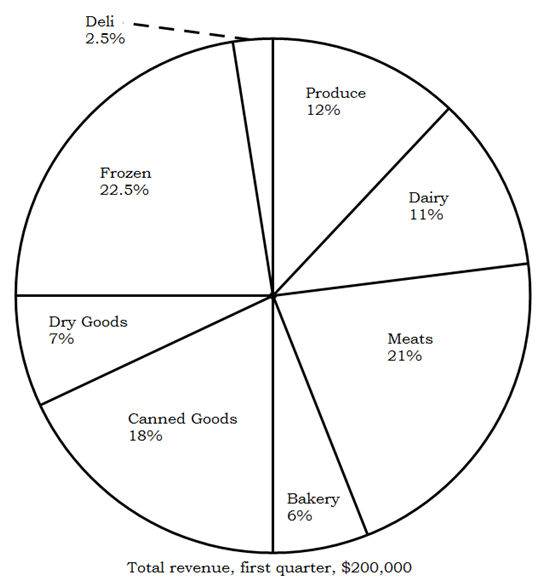 Deli
2.5%
Produce
12%
Frozen
22.5%
Dairy
11%
Dry Goods
7%
Meats
21%
Canned Goods
18%
Bakery
6%
Total revenue, first quarter, $200,000